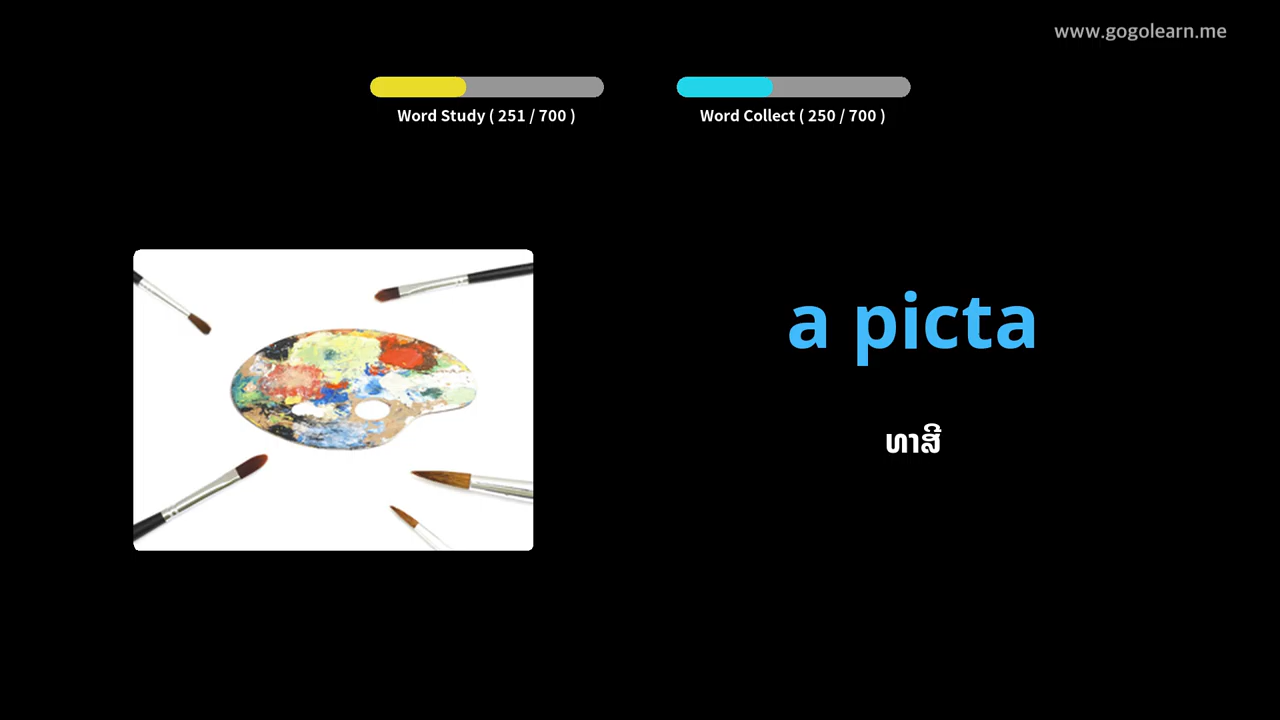 www.gogolearn.me
Word Study ( 251 / 700 )
Word Collect ( 250 / 700 )
a picta
ທາສີ